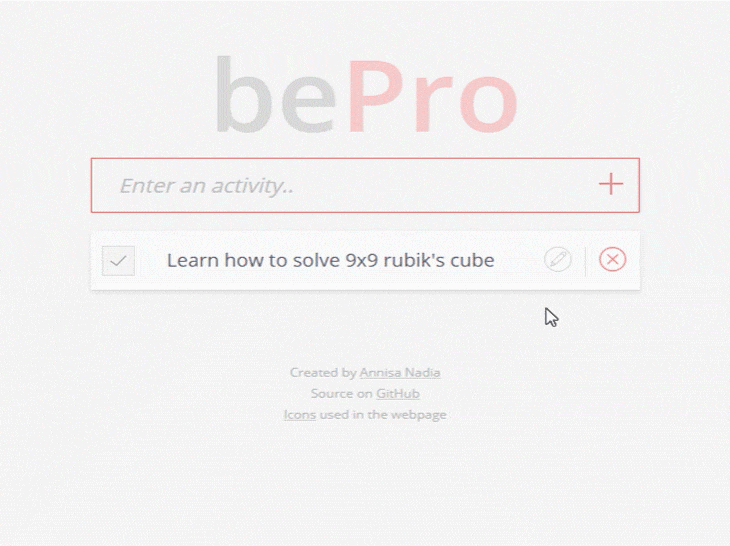 bePro
Enter an activity..
Learn how to solve 9x9 rubik's cube
Created by Annisa Nadia
Source on GitHub
Icons used in the webpage